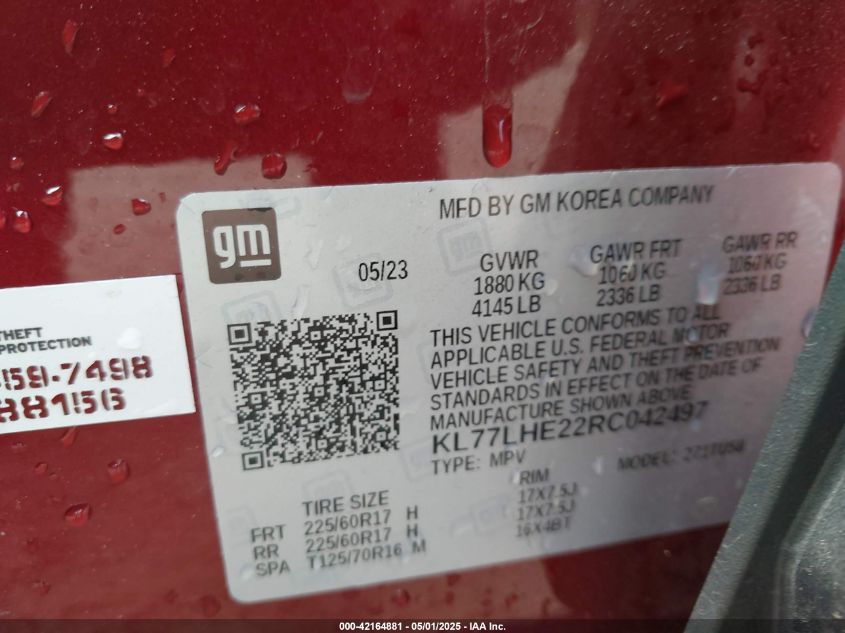 gm
MFD BY GM KOREA COMPANY
05/23
GVWR GAWR FRT GAWR RR
1880 KG 1060 KG 1060 KG
4145 LB 2336 LB 2336 LB
THIS VEHICLE CONFORMS TO ALL
APPLICABLE U.S. FEDERAL MOTOR
VEHICLE SAFETY AND THEFT PREVENTION
STANDARDS IN EFFECT ON THE DATE OF
MANUFACTURE SHOWN ABOVE
KL77LHE22RC042497
TYPE: MPV MODEL:
TIRE SIZE RIM
FRT 225/60R17 H 17X7.5J
RR 225/60R17 H 17X7.5J
SPA T125/70R16 M 16X4BT
THEFT
PROTECTION
59-7498
88156
000-42164881 - 05/01/2025 - IAA Inc.